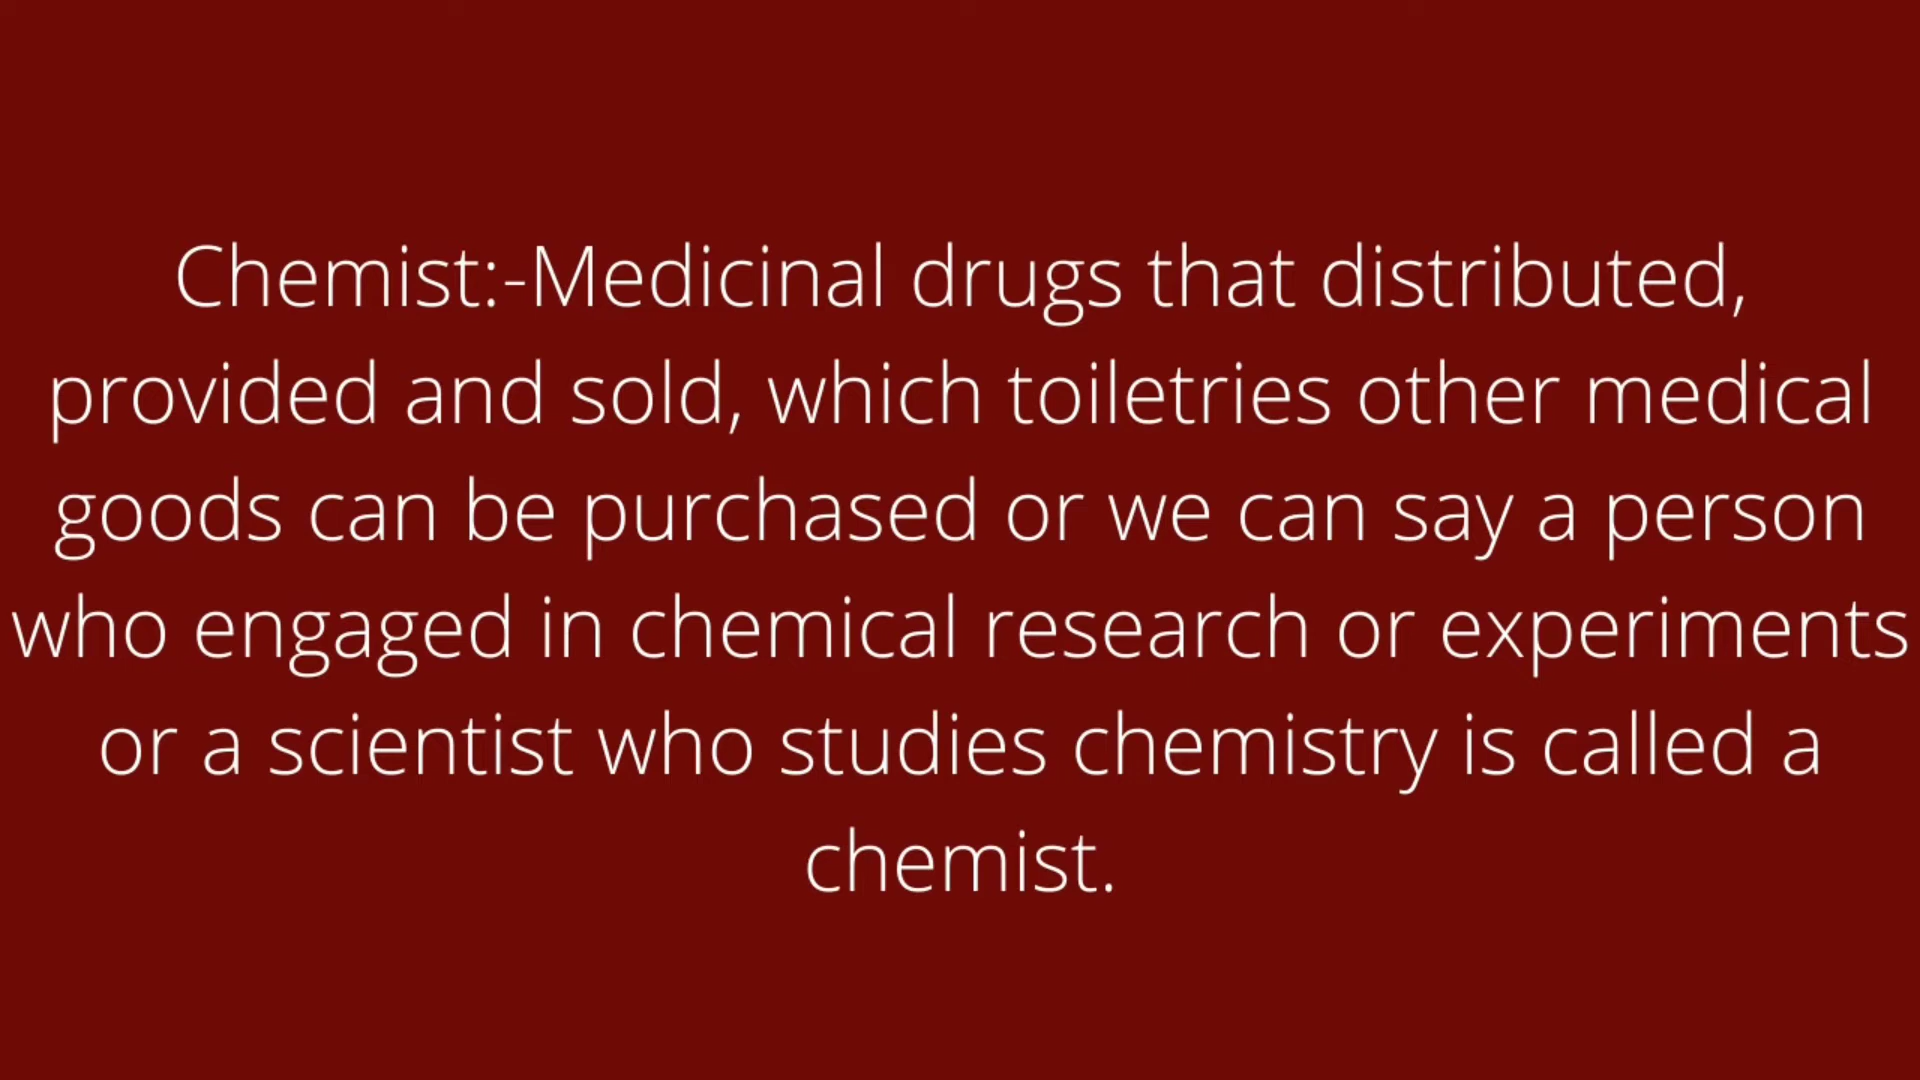 Chemist:-Medicinal drugs that distributed,
provided and sold, which toiletries other medical
goods can be purchased or we can say a person
who engaged in chemical research or experiments
or a scientist who studies chemistry is called a
chemist.